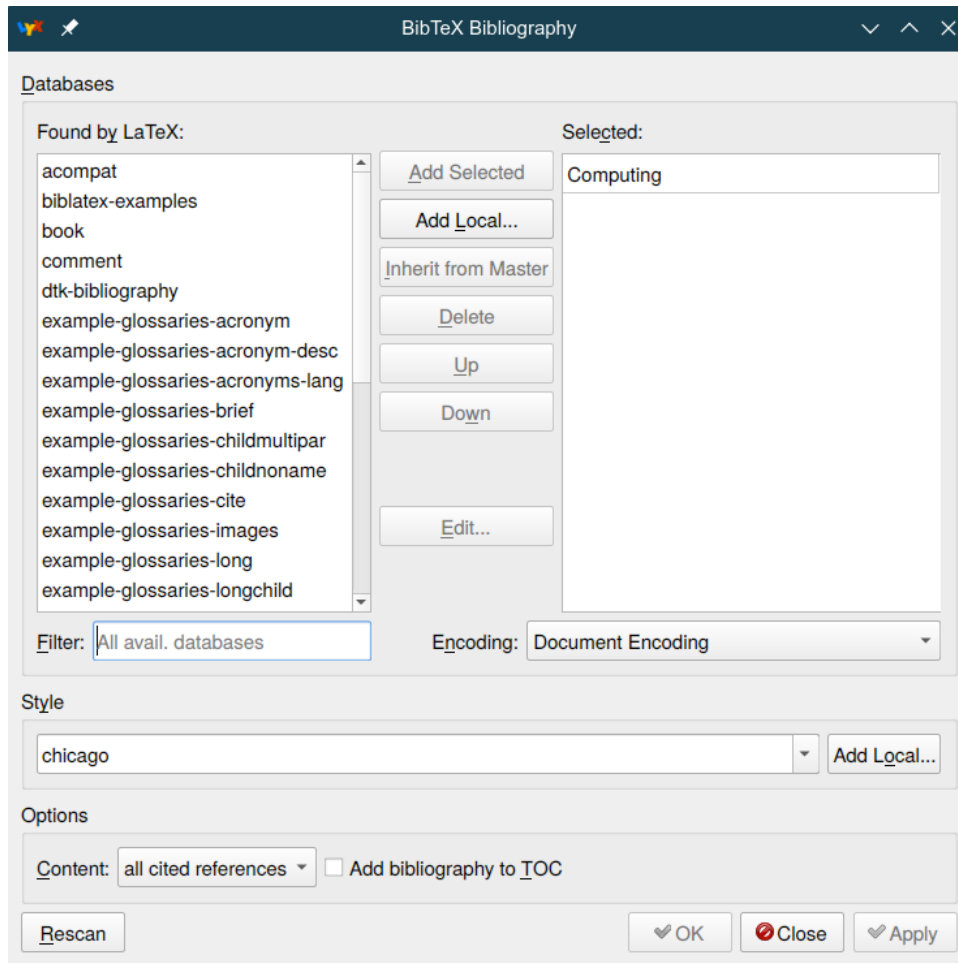 BibTeX Bibliography
Databases
Found by LaTeX:
acompat
biblatex-examples
book
comment
dtk-bibliography
example-glossaries-acronym
example-glossaries-acronym-desc
example-glossaries-acronyms-lang
example-glossaries-brief
example-glossaries-childmultipar
example-glossaries-childnoname
example-glossaries-cite
example-glossaries-images
example-glossaries-long
example-glossaries-longchild
Add Selected
Add Local...
Inherit from Master
Delete
Up
Down
Edit...
Selected:
Computing
Filter: All avail. databases
Encoding: Document Encoding
Style
chicago
Add Local...
Options
Content: all cited references Add bibliography to TOC
Rescan OK Close Apply